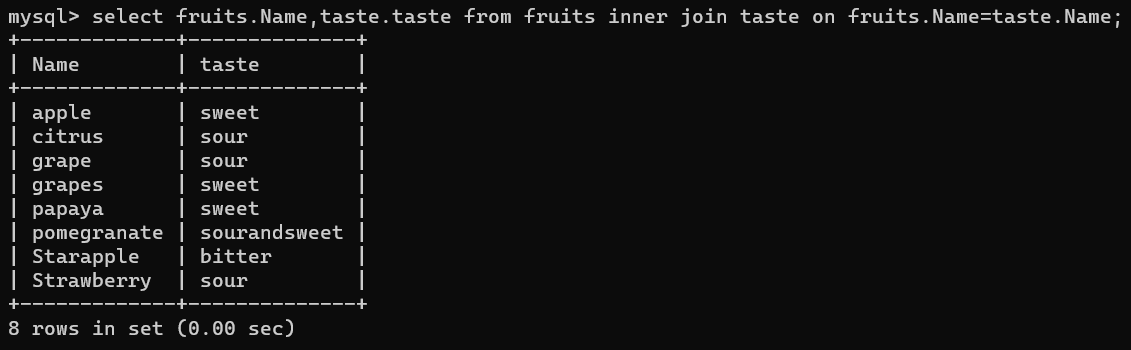 mysql> select fruits.Name,taste.taste from fruits inner join taste on fruits.Name=taste.Name;
+-------------+--------------+
| Name        | taste        |
+-------------+--------------+
| apple       | sweet        |
| citrus      | sour         |
| grape       | sour         |
| grapes      | sweet        |
| papaya      | sweet        |
| pomegranate | sourandsweet |
| Starapple   | bitter       |
| Strawberry  | sour         |
+-------------+--------------+
8 rows in set (0.00 sec)